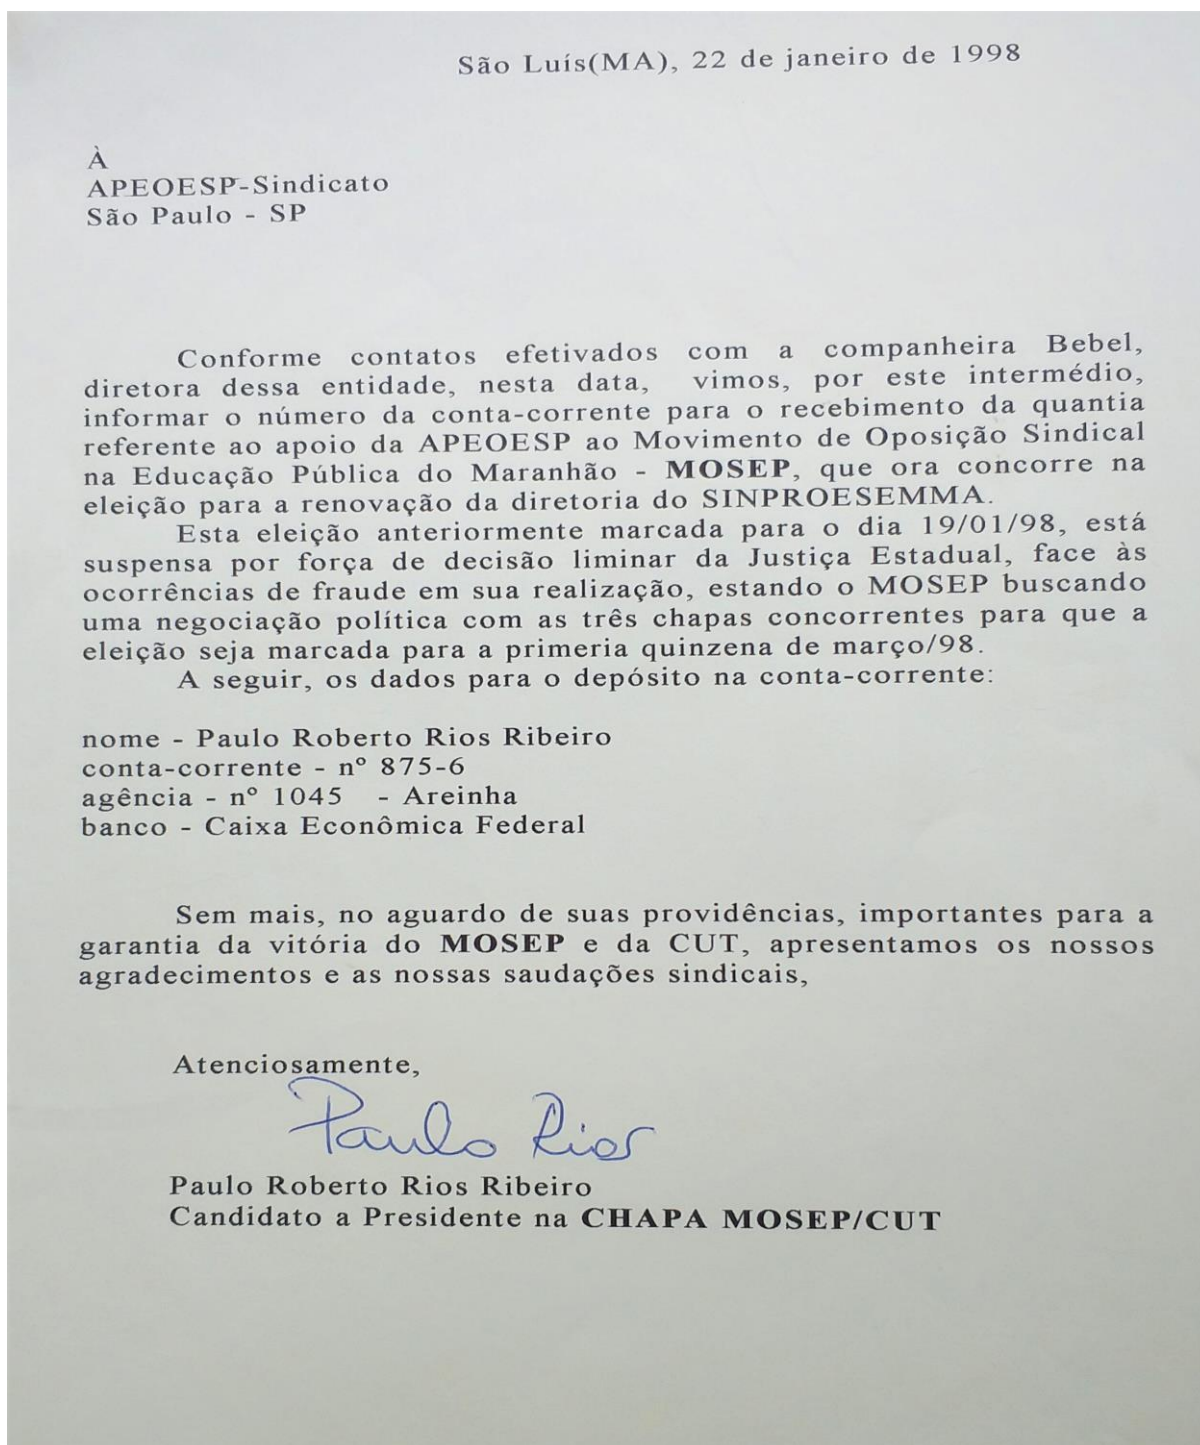 São Luís(MA), 22 de janeiro de 1998
À
APEOESP-Sindicato
São Paulo - SP
Conforme contatos efetivados com a companheira Bebel,
diretora dessa entidade, nesta data, vimos, por este intermédio,
informar o número da conta-corrente para o recebimento da quantia
referente ao apoio da APEOESP ao Movimento de Oposição Sindical
na Educação Pública do Maranhão - MOSEP, que ora concorre na
eleição para a renovação da diretoria do SINPROESEMMA.
Esta eleição anteriormente marcada para o dia 19/01/98, está
suspensa por força de decisão liminar da Justiça Estadual, face às
ocorrências de fraude em sua realização, estando o MOSEP buscando
uma negociação política com as três chapas concorrentes para que a
eleição seja marcada para a primeria quinzena de março/98.
A seguir, os dados para o depósito na conta-corrente:
nome - Paulo Roberto Rios Ribeiro
conta-corrente - nº 875-6
agência - nº 1045 - Areinha
banco - Caixa Econômica Federal
Sem mais, no aguardo de suas providências, importantes para a
garantia da vitória do MOSEP e da CUT, apresentamos os nossos
agradecimentos e as nossas saudações sindicais,
Atenciosamente,
Paulo Rios
Paulo Roberto Rios Ribeiro
Candidato a Presidente na CHAPA MOSEP/CUT